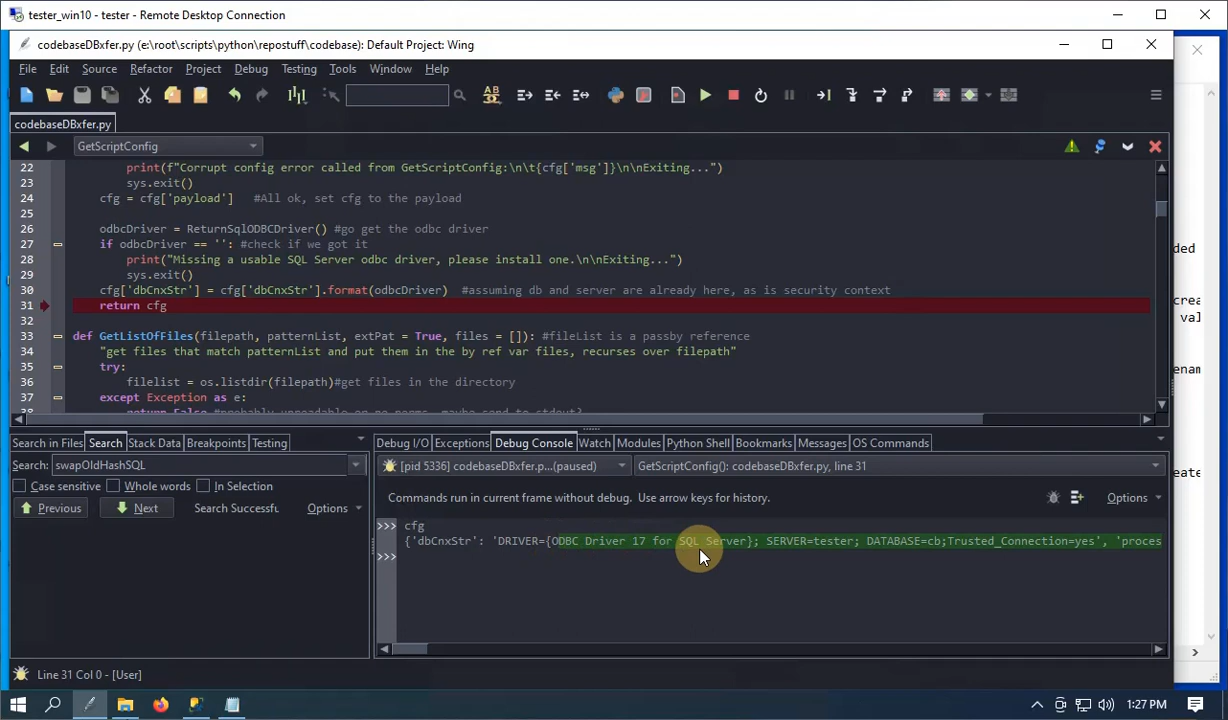 tester_win10 - tester - Remote Desktop Connection
codebaseDBxfer.py (e:\root\scripts\python\repostuff\codebase): Default Project: Wing
File Edit Source Refactor Project Debug Testing Tools Window Help
codebaseDBxfer.py
GetScriptConfig
22 print(f"Corrupt config error called from GetScriptConfig:\n\t{cfg['msg']}\n\nExiting...")
23 sys.exit()
24 cfg = cfg['payload'] #All ok, set cfg to the payload
25
26 odbcDriver = ReturnSqlODBCDriver() #go get the odbc driver
27 if odbcDriver == '': #check if we got it
28 print("Missing a usable SQL Server odbc driver, please install one.\n\nExiting...")
29 sys.exit()
30 cfg['dbCnxStr'] = cfg['dbCnxStr'].format(odbcDriver) #assuming db and server are already here, as is security context
31 return cfg
32
33 def GetListOfFiles(filepath, patternList, extPat = True, files = []): #fileList is a passby reference
34 "get files that match patternList and put them in the by ref var files, recurses over filepath"
35 try:
36 filelist = os.listdir(filepath)#get files in the directory
37 except Exception as e:
Search in Files Search Stack Data Breakpoints Testing
Debug I/O Exceptions Debug Console Watch Modules Python Shell Bookmarks Messages OS Commands
Search: swapOldHashSQL
[pid 5336] codebaseDBxfer.p...(paused) GetScriptConfig(): codebaseDBxfer.py, line 31
Case sensitive Whole words In Selection
Commands run in current frame without debug. Use arrow keys for history. Options
Previous Next Search Successfu Options
>>> cfg
{'dbCnxStr': 'DRIVER={ODBC Driver 17 for SQL Server}; SERVER=tester; DATABASE=cb;Trusted_Connection=yes', 'proces
>>>
Line 31 Col 0 - [User]
1:27 PM